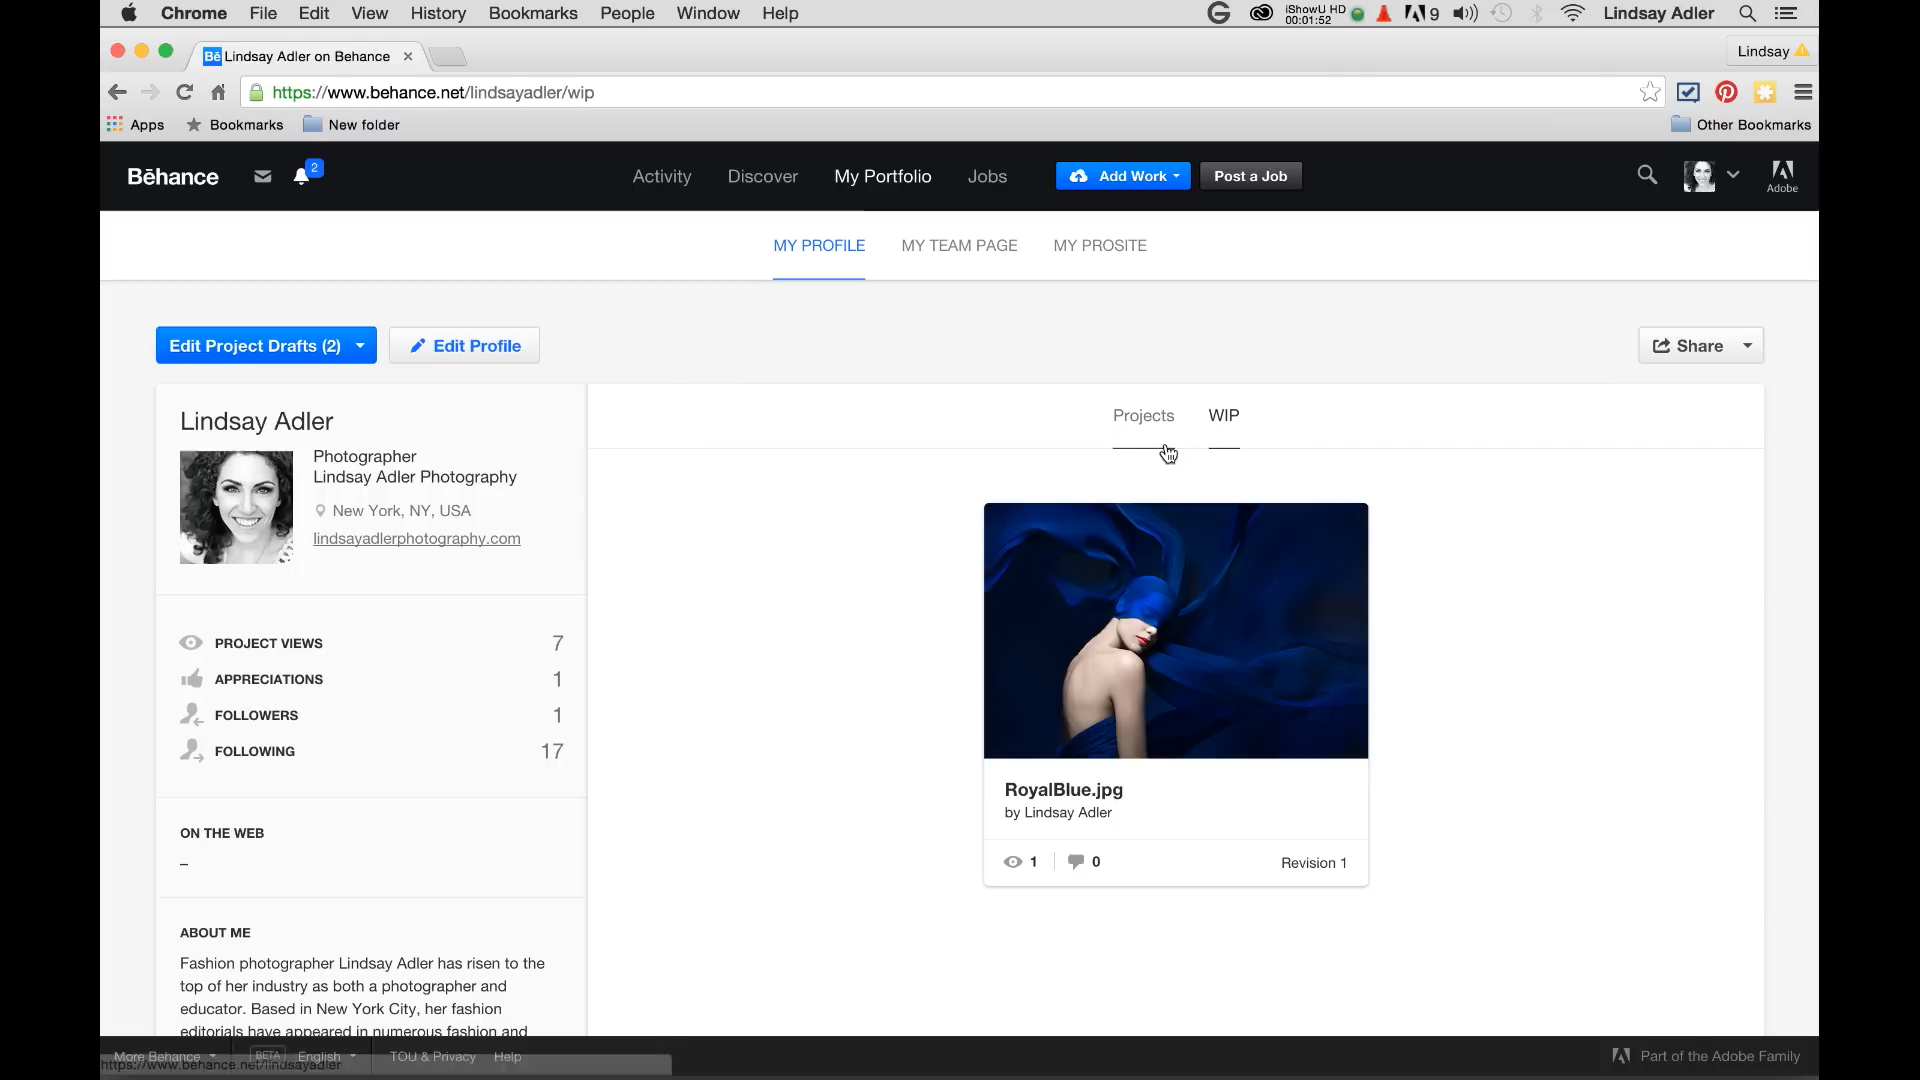 Chrome File Edit View History Bookmarks People Window Help
iShowU HD
00:01:52
9
Lindsay Adler
Bē Lindsay Adler on Behance ×
Lindsay
https://www.behance.net/lindsayadler/wip
Apps Bookmarks New folder Other Bookmarks
Bēhance 2 Activity Discover My Portfolio Jobs Add Work Post a Job Adobe
MY PROFILE MY TEAM PAGE MY PROSITE
Edit Project Drafts (2) Edit Profile Share
Lindsay Adler
Photographer
Lindsay Adler Photography
New York, NY, USA
lindsayadlerphotography.com
PROJECT VIEWS 7
APPRECIATIONS 1
FOLLOWERS 1
FOLLOWING 17
ON THE WEB
–
ABOUT ME
Fashion photographer Lindsay Adler has risen to the
top of her industry as both a photographer and
educator. Based in New York City, her fashion
editorials have appeared in numerous fashion and
Projects WIP
RoyalBlue.jpg
by Lindsay Adler
1 0 Revision 1
More Behance BETA English TOU & Privacy Help Part of the Adobe Family
https://www.behance.net/lindsayadler